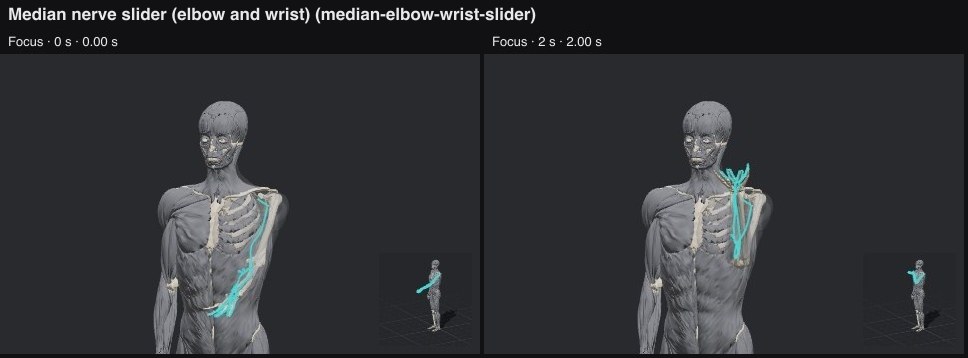 Median nerve slider (elbow and wrist) (median-elbow-wrist-slider)
Focus · 0 s · 0.00 s
Focus · 2 s · 2.00 s